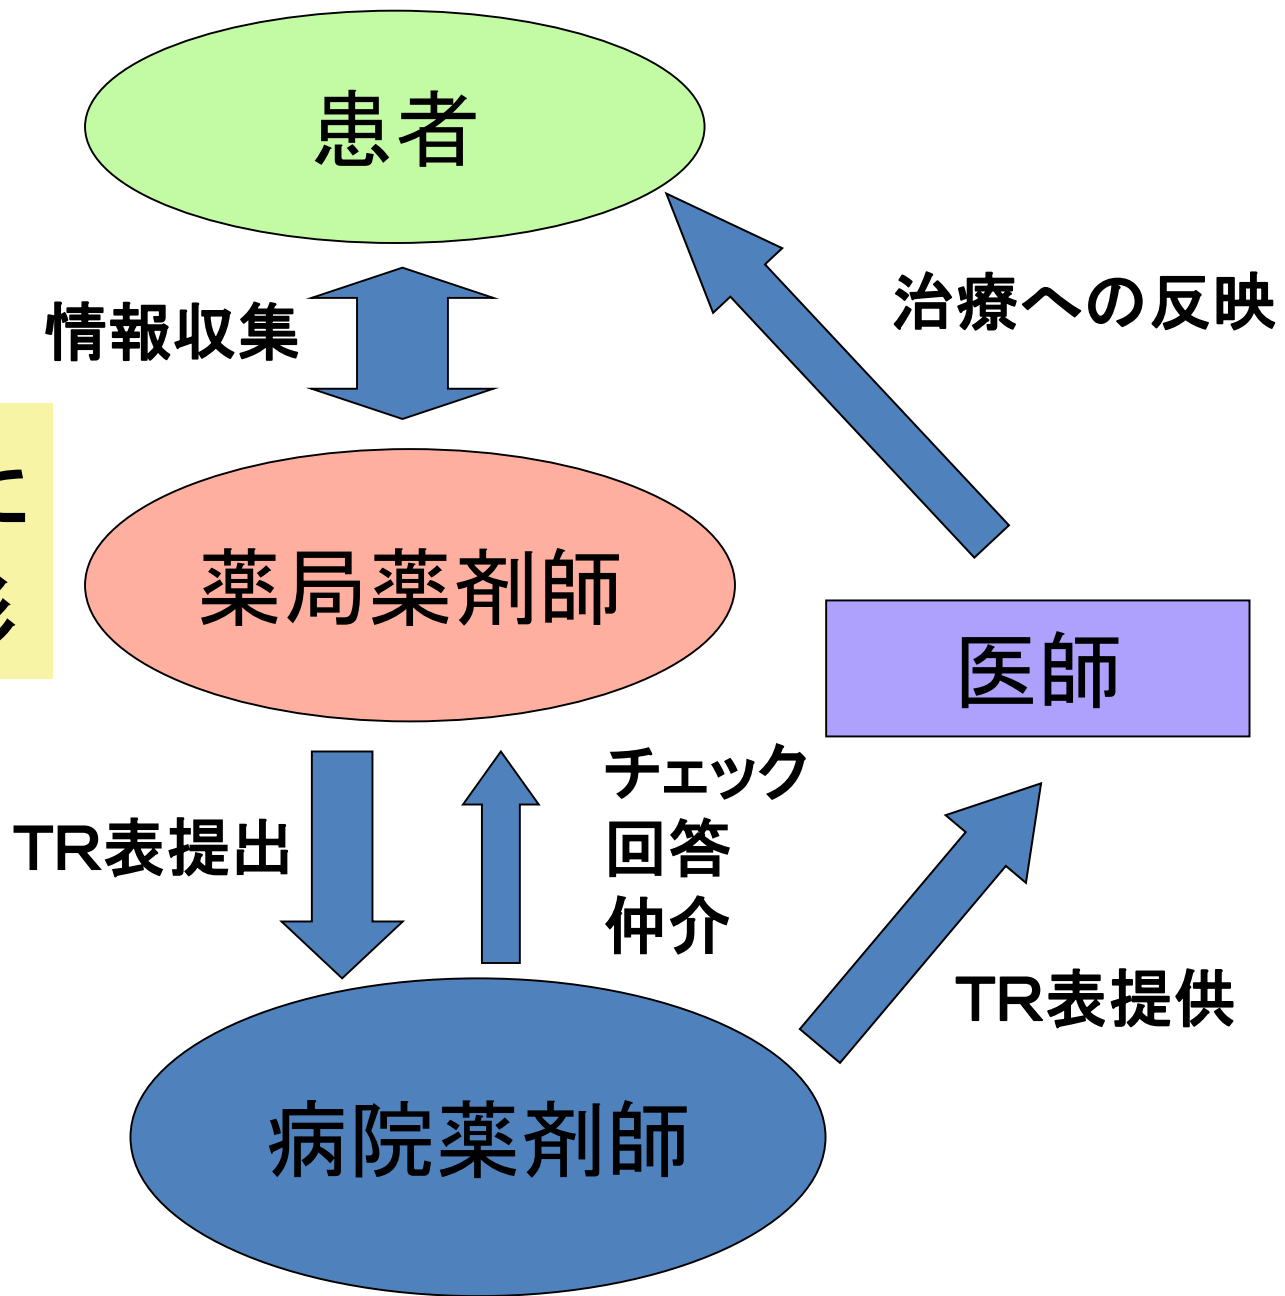 患者
情報収集
治療への反映
て
薬局薬剤師
医師
TR表提出
チェック
回答
仲介
TR表提供
病院薬剤師